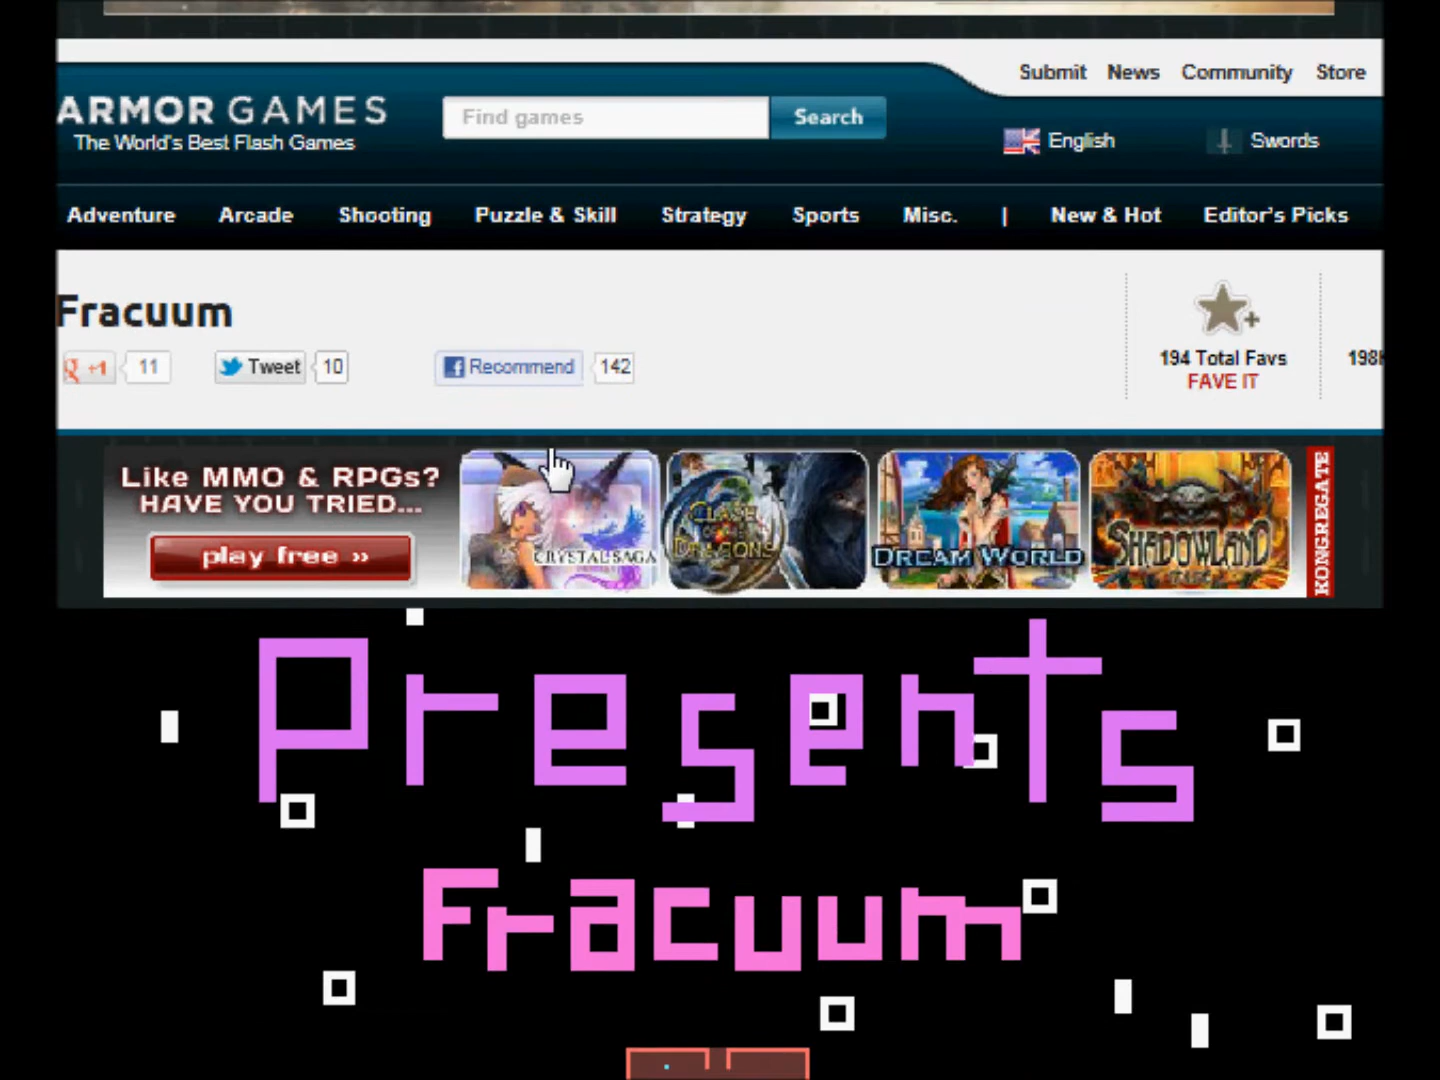 Submit News Community Store
ARMOR GAMES
The World's Best Flash Games
Find games
Search
English
Swords
Adventure Arcade Shooting Puzzle & Skill Strategy Sports Misc. | New & Hot Editor's Picks
Fracuum
+1 11 Tweet 10 Recommend 142
194 Total Favs
FAVE IT
Like MMO & RPGs?
HAVE YOU TRIED...
play free »
CRYSTAL SAGA
CLASH
OF THE
DRAGONS
DREAM WORLD
SHADOWLAND
KONGREGATE
Presents
Fracuum